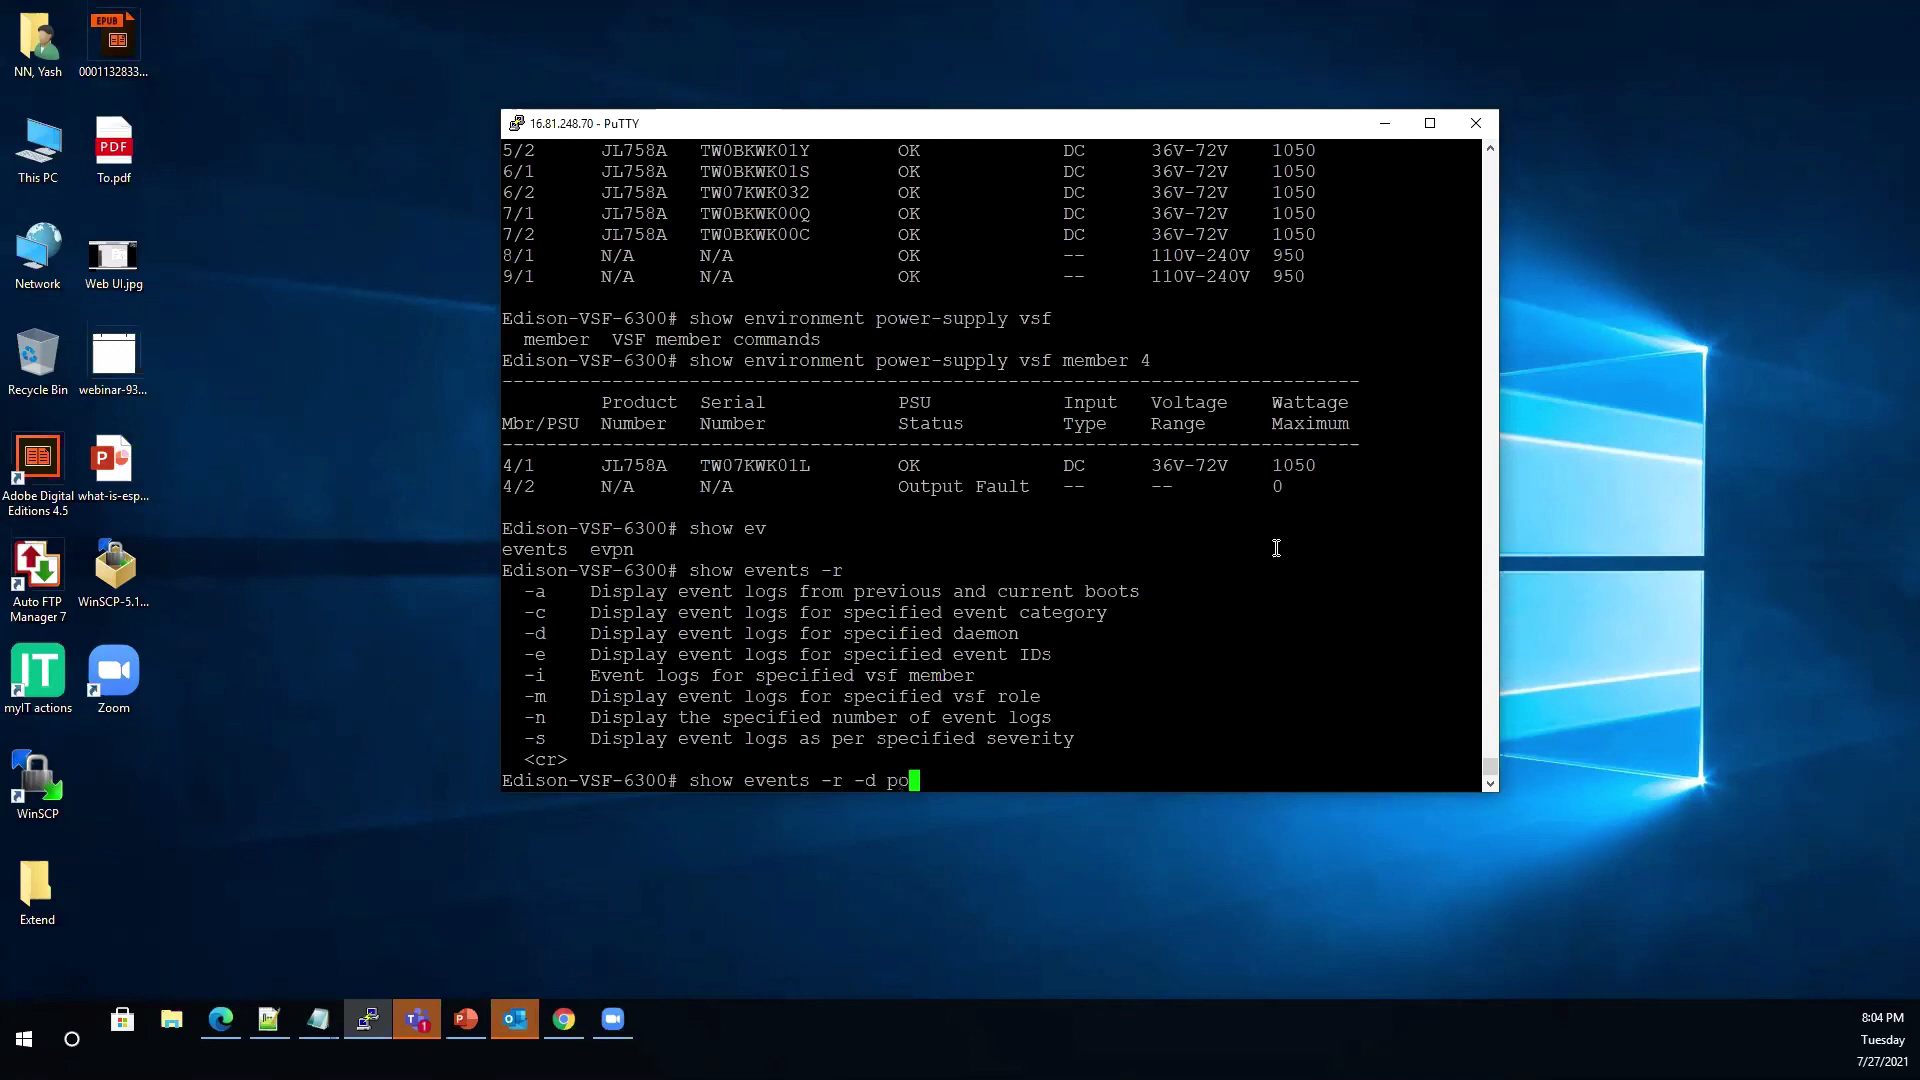 NN, Yash
EPUB
0001132833...
This PC
PDF
To.pdf
Network
Web UI.jpg
Recycle Bin
webinar-93...
Adobe Digital
Editions 4.5
what-is-esp...
Auto FTP
Manager 7
WinSCP-5.1...
IT
myIT actions
Zoom
WinSCP
Extend
16.81.248.70 - PuTTY
5/2 JL758A TW0BKWK01Y OK DC 36V-72V 1050
6/1 JL758A TW0BKWK01S OK DC 36V-72V 1050
6/2 JL758A TW07KWK032 OK DC 36V-72V 1050
7/1 JL758A TW0BKWK00Q OK DC 36V-72V 1050
7/2 JL758A TW0BKWK00C OK DC 36V-72V 1050
8/1 N/A N/A OK -- 110V-240V 950
9/1 N/A N/A OK -- 110V-240V 950
Edison-VSF-6300# show environment power-supply vsf
member VSF member commands
Edison-VSF-6300# show environment power-supply vsf member 4
------------------------------------------------------------------------------
Product Serial PSU Input Voltage Wattage
Mbr/PSU Number Number Status Type Range Maximum
------------------------------------------------------------------------------
4/1 JL758A TW07KWK01L OK DC 36V-72V 1050
4/2 N/A N/A Output Fault -- -- 0
Edison-VSF-6300# show ev
events evpn
Edison-VSF-6300# show events -r
-a Display event logs from previous and current boots
-c Display event logs for specified event category
-d Display event logs for specified daemon
-e Display event logs for specified event IDs
-i Event logs for specified vsf member
-m Display event logs for specified vsf role
-n Display the specified number of event logs
-s Display event logs as per specified severity
<cr>
Edison-VSF-6300# show events -r -d po
8:04 PM
Tuesday
7/27/2021